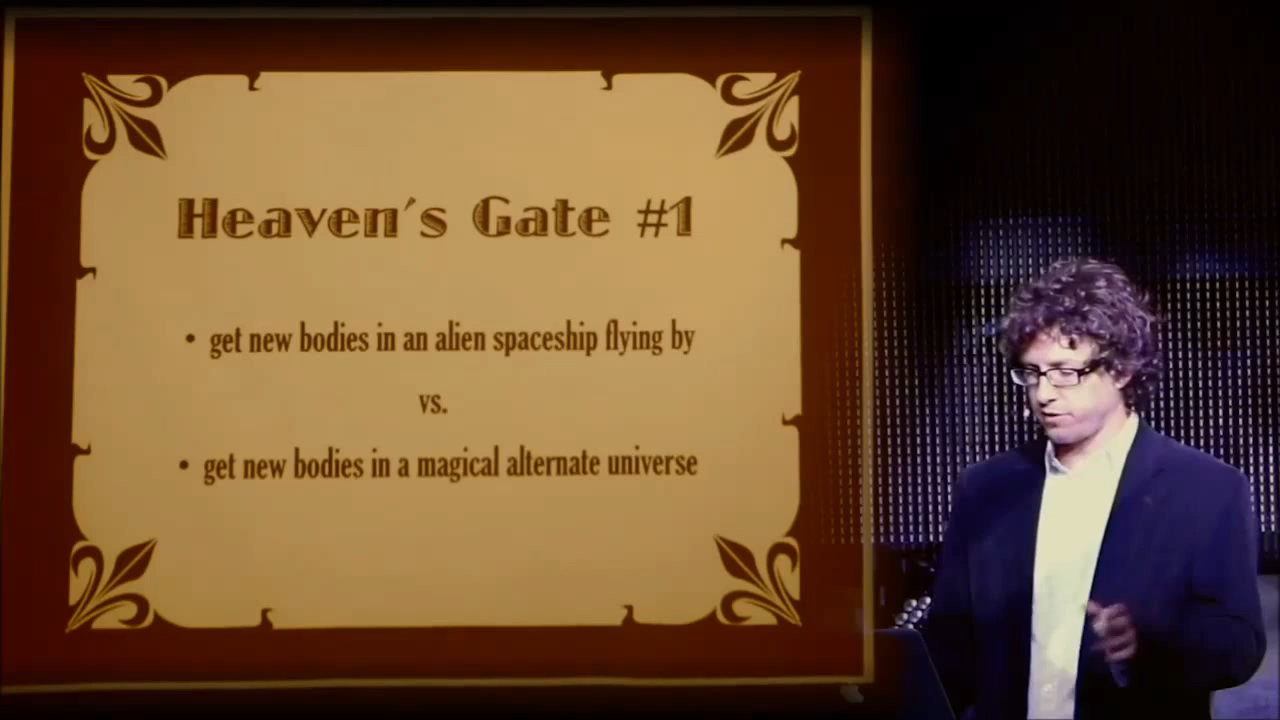 Heaven's Gate #1
• get new bodies in an alien spaceship flying by
vs.
• get new bodies in a magical alternate universe